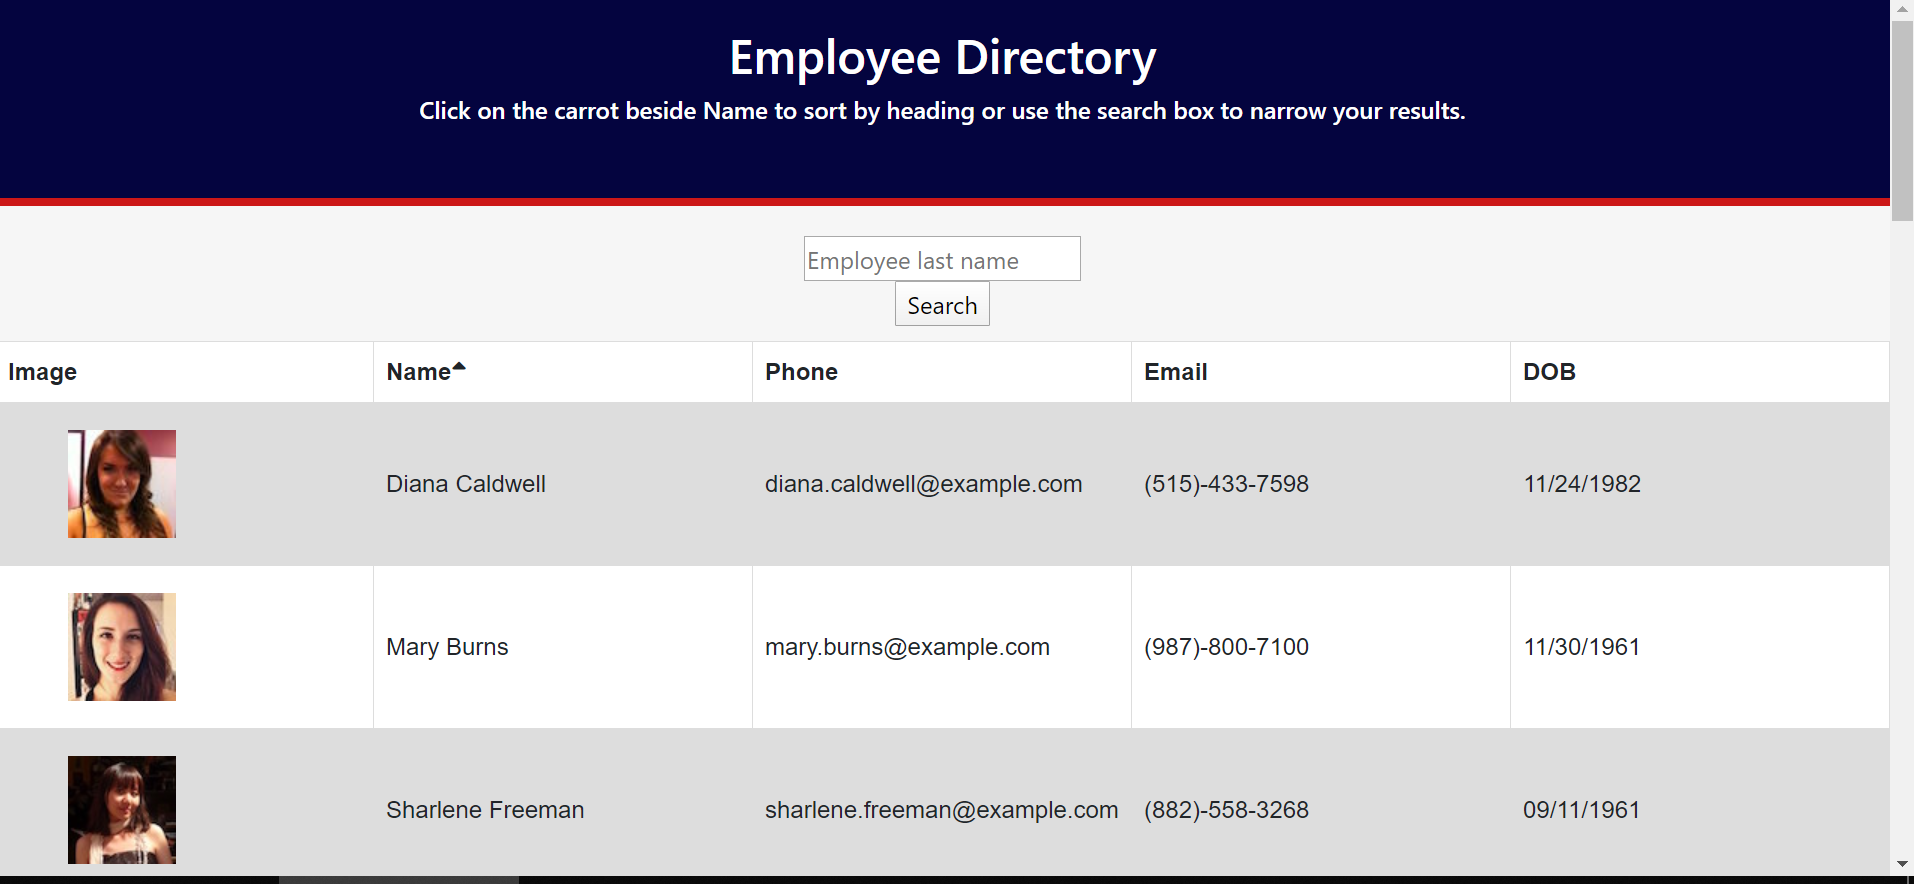 Employee Directory
Click on the carrot beside Name to sort by heading or use the search box to narrow your results.
Employee last name
Search
Image Name Phone Email DOB
Diana Caldwell diana.caldwell@example.com (515)-433-7598 11/24/1982
Mary Burns mary.burns@example.com (987)-800-7100 11/30/1961
Sharlene Freeman sharlene.freeman@example.com (882)-558-3268 09/11/1961